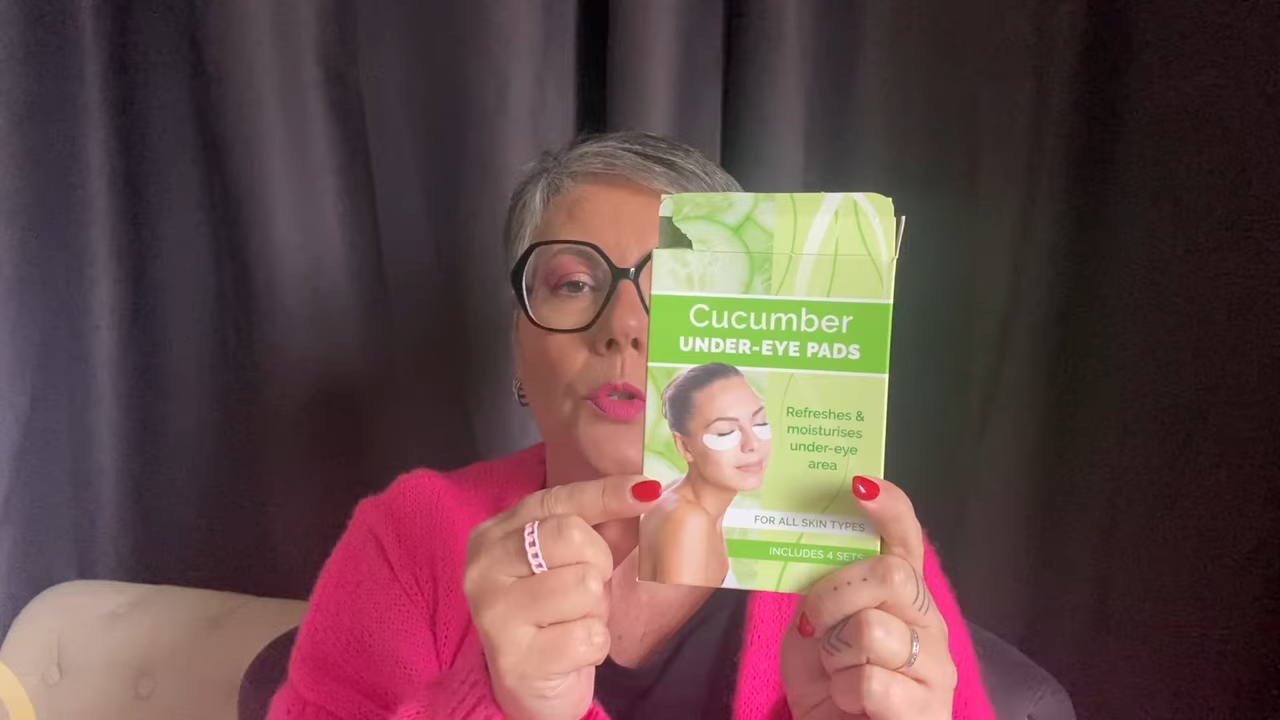 Cucumber
UNDER-EYE PADS
Refreshes &
moisturises
under-eye
area
FOR ALL SKIN TYPES
INCLUDES 4 SETS